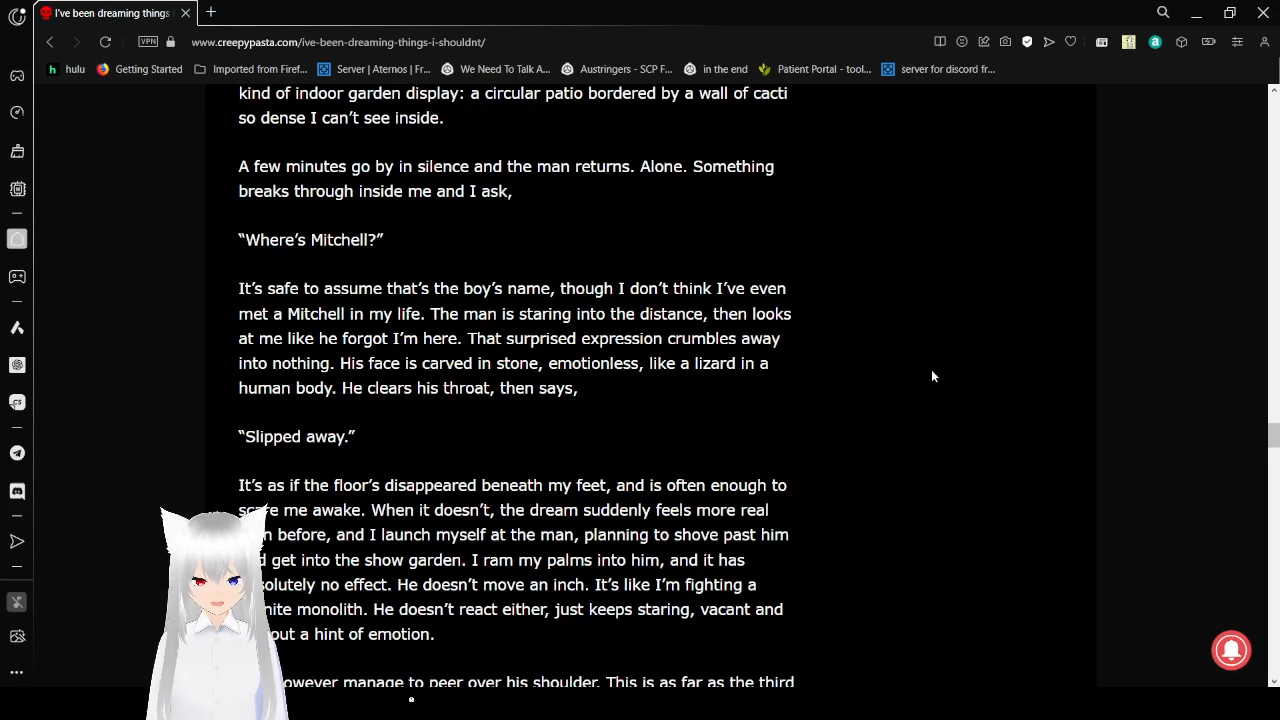 I've been dreaming things
www.creepypasta.com/ive-been-dreaming-things-i-shouldnt/
VPN
hulu
Getting Started
Imported from Firef...
Server | Aternos | Fr...
We Need To Talk A...
Austringers - SCP F...
in the end
Patient Portal - tool...
server for discord fr...
kind of indoor garden display: a circular patio bordered by a wall of cacti
so dense I can't see inside.
A few minutes go by in silence and the man returns. Alone. Something
breaks through inside me and I ask,
“Where's Mitchell?”
It's safe to assume that's the boy's name, though I don't think I've even
met a Mitchell in my life. The man is staring into the distance, then looks
at me like he forgot I'm here. That surprised expression crumbles away
into nothing. His face is carved in stone, emotionless, like a lizard in a
human body. He clears his throat, then says,
“Slipped away.”
It's as if the floor's disappeared beneath my feet, and is often enough to
me awake. When it doesn't, the dream suddenly feels more real
before, and I launch myself at the man, planning to shove past him
get into the show garden. I ram my palms into him, and it has
no effect. He doesn't move an inch. It's like I'm fighting a
monolith. He doesn't react either, just keeps staring, vacant and
a hint of emotion.
manage to peer over his shoulder. This is as far as the third